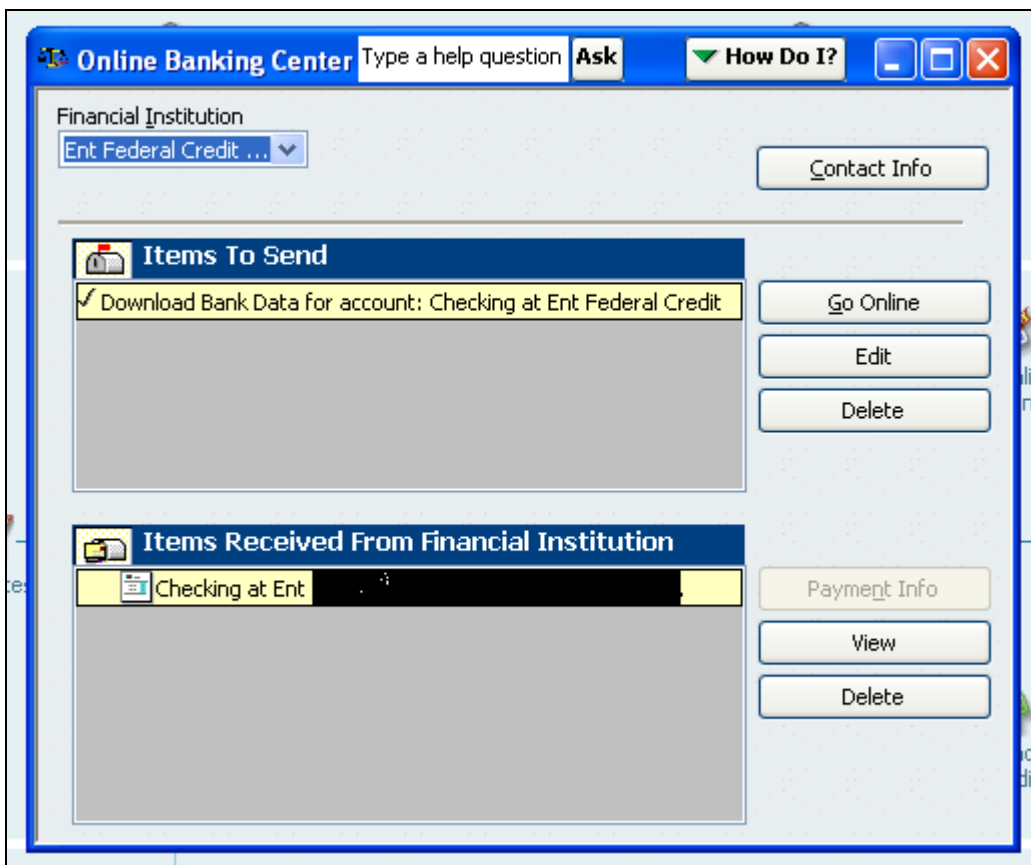 Online Banking Center Type a help question Ask How Do I?
Financial Institution
Ent Federal Credit ...
Contact Info
Items To Send
Download Bank Data for account: Checking at Ent Federal Credit
Go Online
Edit
Delete
Items Received From Financial Institution
Checking at Ent
Payment Info
View
Delete